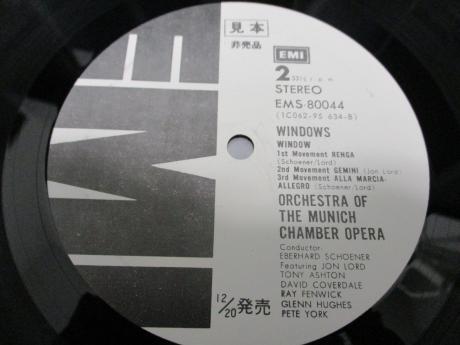 見本
非売品
EMI
EMI
2 33⅓ r.p.m.
STEREO
EMS-80044
(1C062-95 634-B)
WINDOWS
WINDOW
1st Movement RENGA
(Schoener/Lord)
2nd Movement GEMINI (Jon Lord)
3rd Movement ALLA MARCIA-
ALLEGRO (Schoener/Lord)
ORCHESTRA OF
THE MUNICH
CHAMBER OPERA
Conductor:
EBERHARD SCHOENER
Featuring JON LORD
TONY ASHTON
DAVID COVERDALE
RAY FENWICK
GLENN HUGHES
PETE YORK
12/20発売